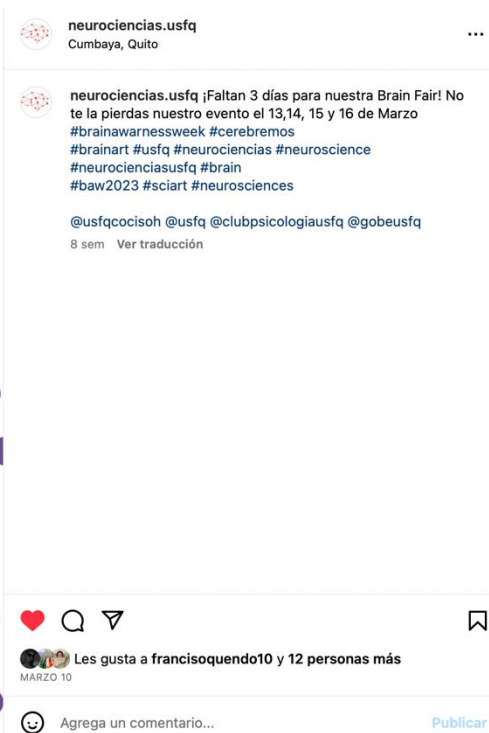 neurociencias.usfq
Cumbaya, Quito
neurociencias.usfq ¡Faltan 3 días para nuestra Brain Fair! No
te la pierdas nuestro evento el 13,14, 15 y 16 de Marzo
#brainawarnessweek #cerebremos
#brainart #usfq #neurociencias #neuroscience
#neurocienciasusfq #brain
#baw2023 #sciart #neurosciences
@usfqcocisoh @usfq @clubpsicologiausfq @gobeusfq
8 sem Ver traducción
Les gusta a francisoquendo10 y 12 personas más
MARZO 10
Agrega un comentario...
Publicar